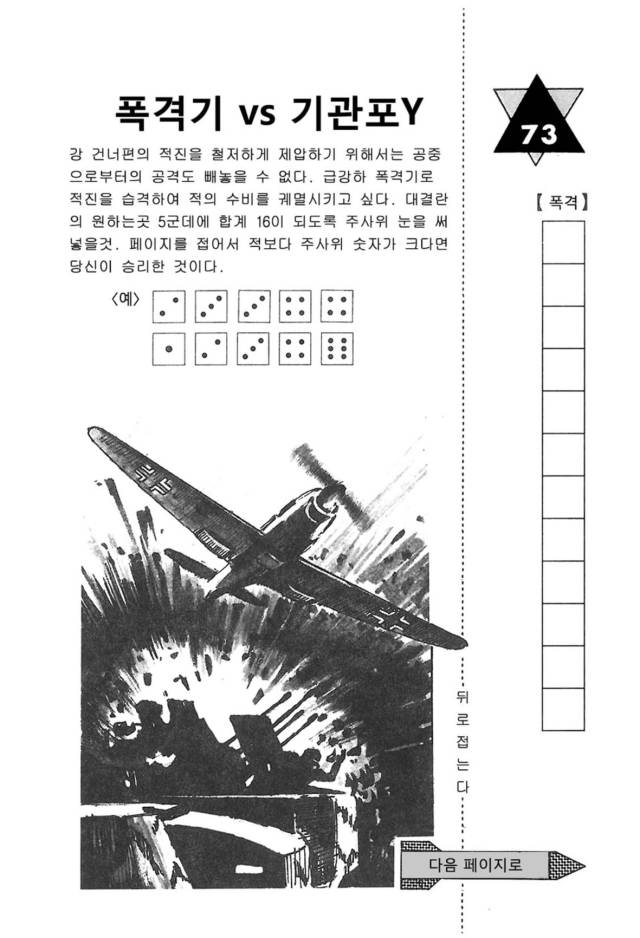 폭격기 vs 기관포Y
강 건너편의 적진을 철저하게 제압하기 위해서는 공중
으로부터의 공격도 빼놓을 수 없다. 급강하 폭격기로
적진을 습격하여 적의 수비를 궤멸시키고 싶다. 대결란
의 원하는곳 5군데에 합계 16이 되도록 주사위 눈을 써
넣을것. 페이지를 접어서 적보다 주사위 숫자가 크다면
당신이 승리한 것이다.
〈예〉
73
【 폭격】
뒤로접는다
다음 페이지로